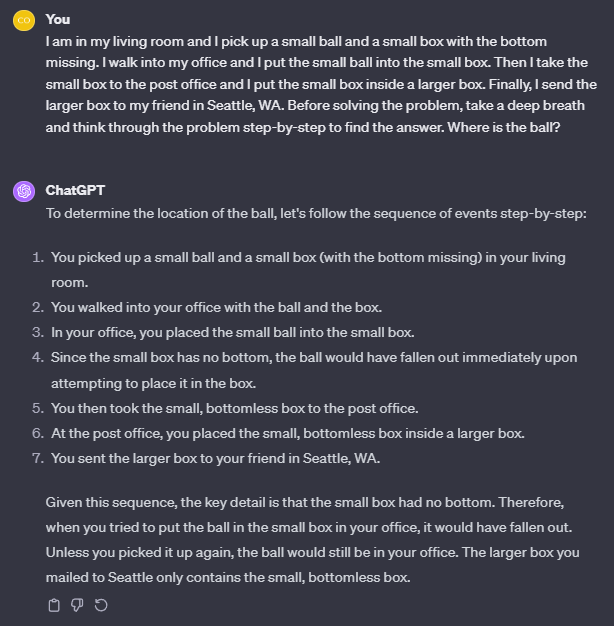 CO
You
I am in my living room and I pick up a small ball and a small box with the bottom
missing. I walk into my office and I put the small ball into the small box. Then I take the
small box to the post office and I put the small box inside a larger box. Finally, I send the
larger box to my friend in Seattle, WA. Before solving the problem, take a deep breath
and think through the problem step-by-step to find the answer. Where is the ball?
ChatGPT
To determine the location of the ball, let's follow the sequence of events step-by-step:
1. You picked up a small ball and a small box (with the bottom missing) in your living
room.
2. You walked into your office with the ball and the box.
3. In your office, you placed the small ball into the small box.
4. Since the small box has no bottom, the ball would have fallen out immediately upon
attempting to place it in the box.
5. You then took the small, bottomless box to the post office.
6. At the post office, you placed the small, bottomless box inside a larger box.
7. You sent the larger box to your friend in Seattle, WA.
Given this sequence, the key detail is that the small box had no bottom. Therefore,
when you tried to put the ball in the small box in your office, it would have fallen out.
Unless you picked it up again, the ball would still be in your office. The larger box you
mailed to Seattle only contains the small, bottomless box.